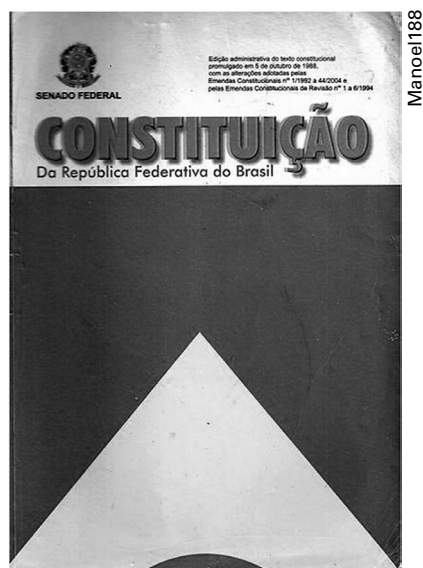 Edição administrativa do texto constitucional
promulgado em 5 de outubro de 1988,
com as alterações adotadas pelas
Emendas Constitucionais nº 1/1992 a 44/2004 e
pelas Emendas Constitucionais de Revisão nº 1 a 6/1994
SENADO FEDERAL
CONSTITUIÇÃO
Da República Federativa do Brasil
Manoel188